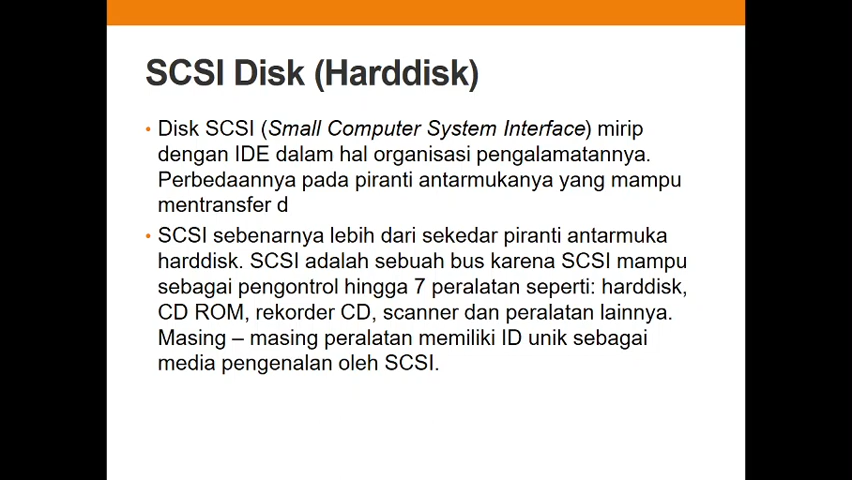 SCSI Disk (Harddisk)
• Disk SCSI (Small Computer System Interface) mirip
dengan IDE dalam hal organisasi pengalamatannya.
Perbedaannya pada piranti antarmukanya yang mampu
mentransfer d
• SCSI sebenarnya lebih dari sekedar piranti antarmuka
harddisk. SCSI adalah sebuah bus karena SCSI mampu
sebagai pengontrol hingga 7 peralatan seperti: harddisk,
CD ROM, rekorder CD, scanner dan peralatan lainnya.
Masing – masing peralatan memiliki ID unik sebagai
media pengenalan oleh SCSI.